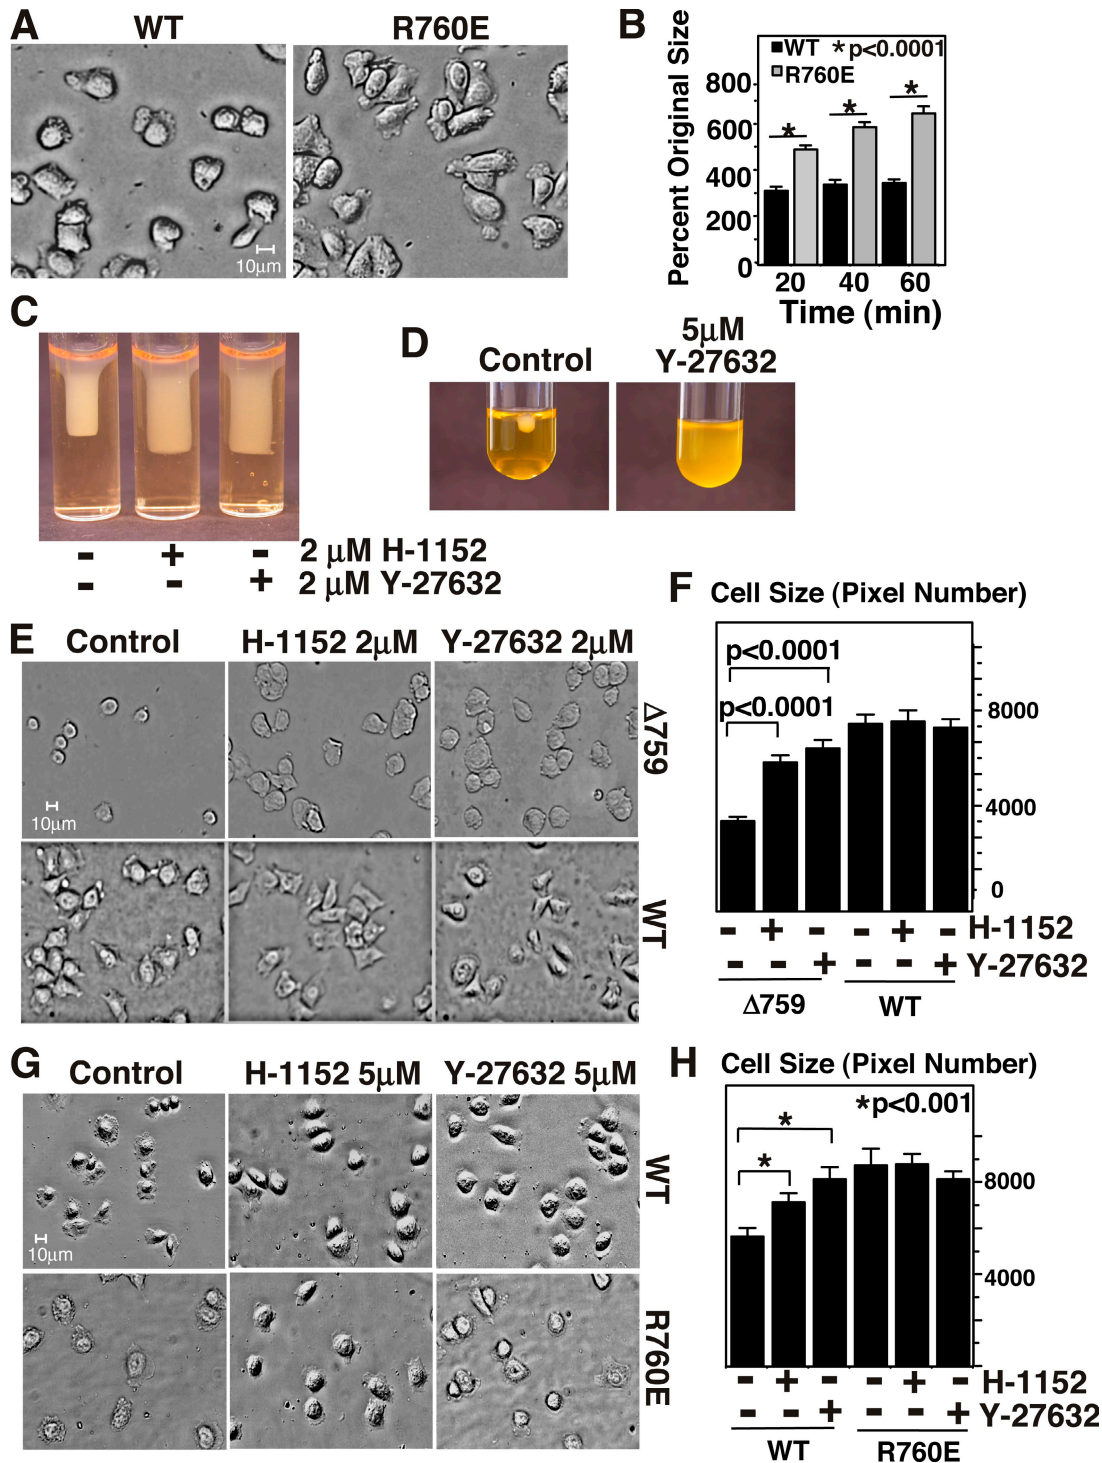 A
WT
R760E
10µm
B
Percent Original Size
WT *p<0.0001
R760E
800
600
400
200
0
* * *
20 40 60
Time (min)
C
- + - 2 µM H-1152
- - + 2 µM Y-27632
D
Control
5µM
Y-27632
E
Control
H-1152 2µM
Y-27632 2µM
10µm
Δ759
WT
F
Cell Size (Pixel Number)
p<0.0001
p<0.0001
8000
4000
0
- + - - + - H-1152
- - + - - + Y-27632
Δ759
WT
G
Control
H-1152 5µM
Y-27632 5µM
10µm
WT
R760E
H
Cell Size (Pixel Number)
*p<0.001
*
*
8000
4000
- + - - + - H-1152
- - + - - + Y-27632
WT
R760E